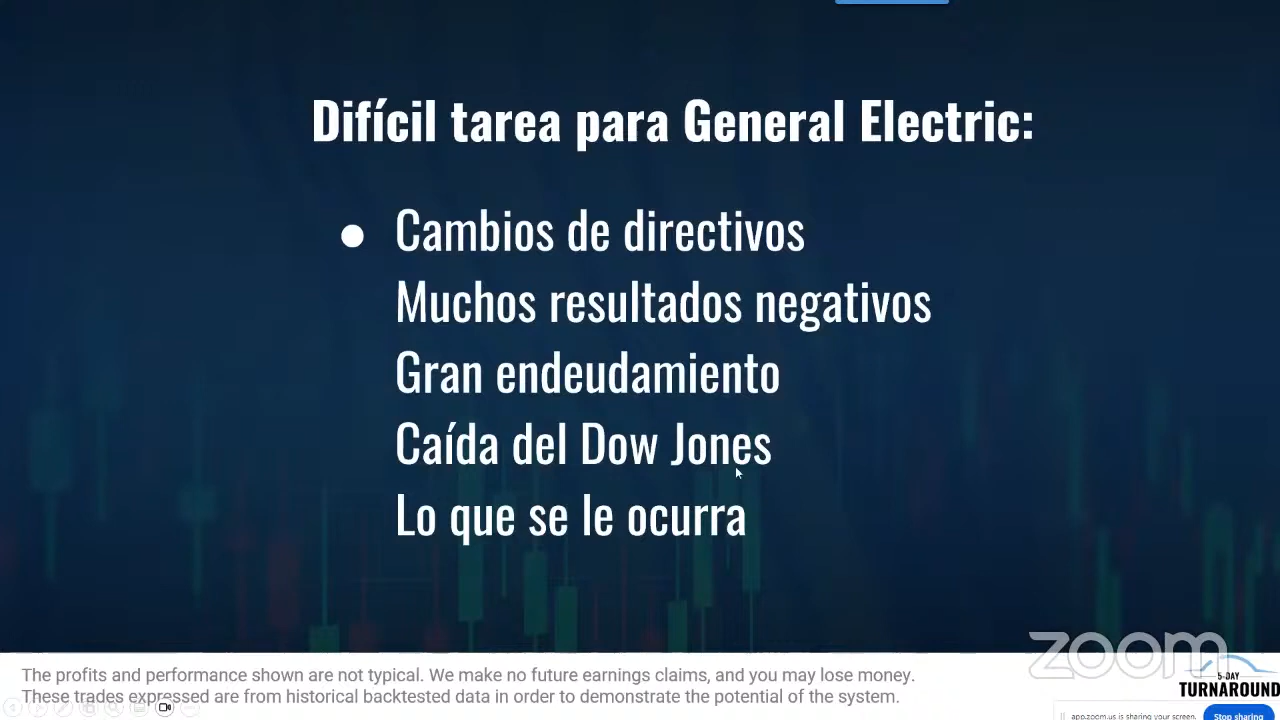 Difícil tarea para General Electric:
● Cambios de directivos
Muchos resultados negativos
Gran endeudamiento
Caída del Dow Jones
Lo que se le ocurra
zoom
The profits and performance shown are not typical. We make no future earnings claims, and you may lose money.
These trades expressed are from historical backtested data in order to demonstrate the potential of the system.
5-DAY
TURNAROUND
app.zoom.us is sharing your screen.
Stop sharing